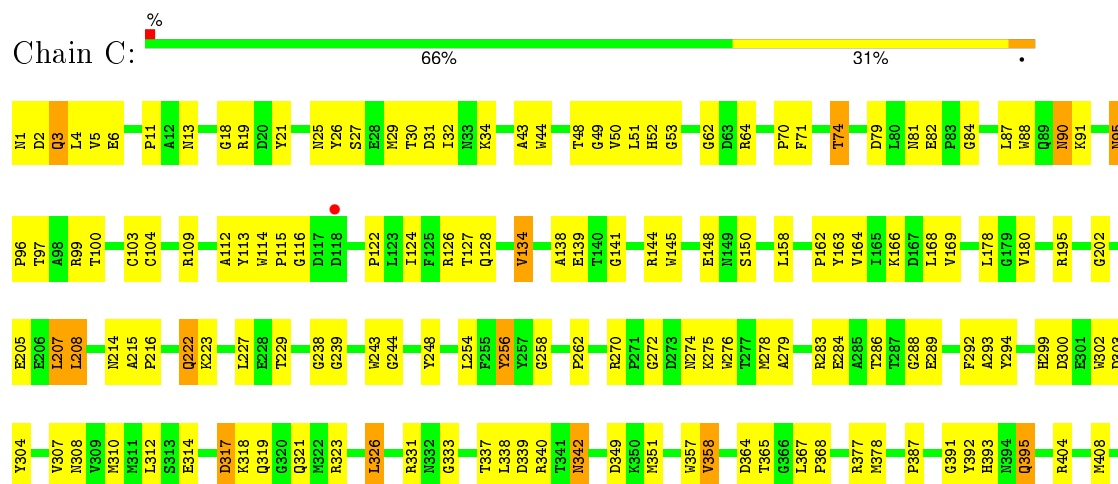 %
Chain C:
66% 31% •
N1 D2 Q3 L4 V5 E6 P11 A12 N13 G18 R19 D20 Y21 N25 Y26 S27 E28 M29 T30 D31 I32 N33 K34 A43 W44 T48 G49 V50 L51 H52 G53 G62 D63 R64 P70 F71 T74 D79 L80 N81 E82 P83 G84 L87 W88 Q89 N90 K91 N95
P96 T97 A98 R99 T100 C103 C104 R109 A112 Y113 W114 P115 G116 D117 D118 P122 L123 I124 F125 R126 T127 Q128 V134 A138 E139 T140 G141 R144 W145 E148 N149 S150 L158 P162 Y163 V164 I165 K166 D167 L168 V169 L178 G179 V180 R195 G202
E205 E206 L207 L208 N214 A215 P216 Q222 K223 L227 E228 T229 G238 G239 W243 G244 Y248 L254 F255 Y256 Y257 G258 P262 R270 P271 G272 D273 N274 K275 W276 T277 M278 A279 R283 E284 A285 T286 T287 G288 E289 F292 A293 Y294 H299 D300 E301 W302
Y304 V307 N308 V309 M310 M311 L312 S313 E314 D317 K318 Q319 G320 Q321 M322 R323 L326 R331 N332 G333 T337 L338 D339 R340 T341 N342 D349 K350 M351 W357 V358 D364 T365 G366 L367 P368 R377 M378 P387 G391 Y392 H393 N394 Q395 R404 M408